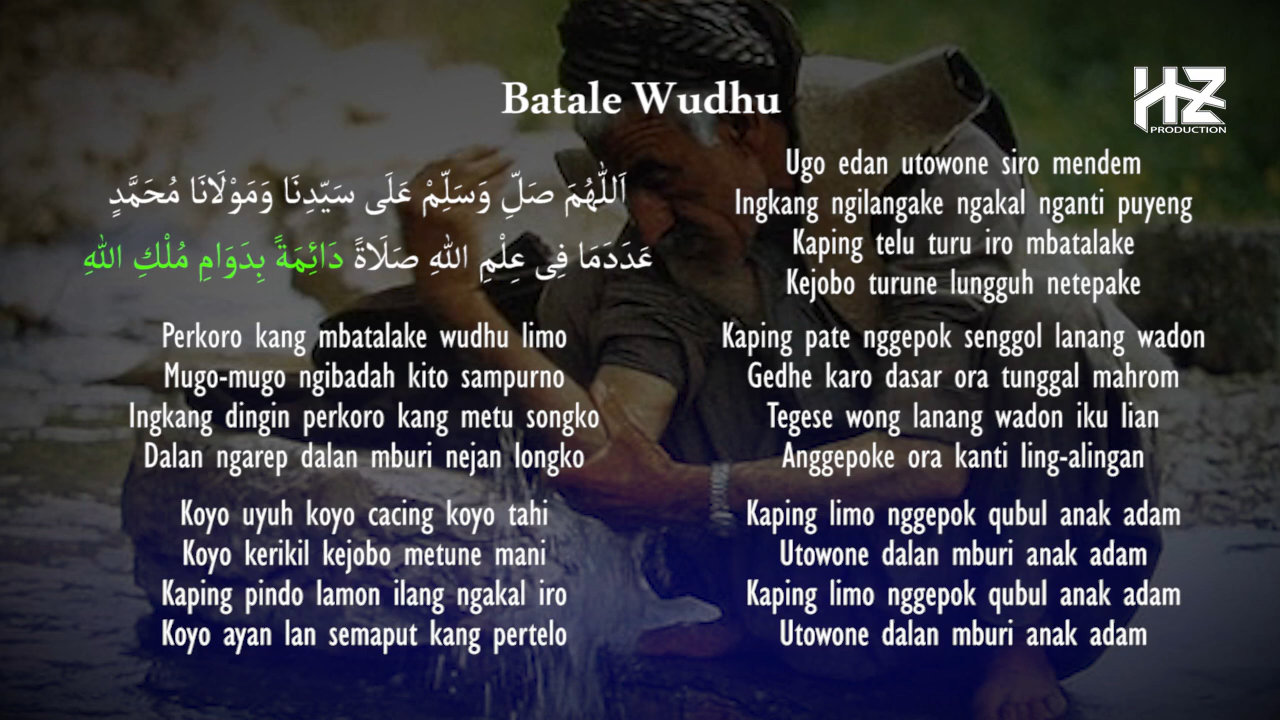 Batale Wudhu
HZ
PRODUCTION
اَللّٰهُمَ صَلِّ وَسَلِّمْ عَلَى سَيّدِنَا وَمَوْلَانَا مُحَمَّدٍ
عَدَدَمَا فِى عِلْمِ اللهِ صَلَاةً دَائِمَةً بِدَوَامِ مُلْكِ اللهِ
Perkoro kang mbatalake wudhu limo
Mugo-mugo ngibadah kito sampurno
Ingkang dingin perkoro kang metu songko
Dalan ngarep dalan mburi nejan longko
Koyo uyuh koyo cacing koyo tahi
Koyo kerikil kejobo metune mani
Kaping pindo lamon ilang ngakal iro
Koyo ayan lan semaput kang pertelo
Ugo edan utowone siro mendem
Ingkang ngilangake ngakal nganti puyeng
Kaping telu turu iro mbatalake
Kejobo turune lungguh netepake
Kaping pate nggepok senggol lanang wadon
Gedhe karo dasar ora tunggal mahrom
Tegese wong lanang wadon iku lian
Anggepoke ora kanti ling-alingan
Kaping limo nggepok qubul anak adam
Utowone dalan mburi anak adam
Kaping limo nggepok qubul anak adam
Utowone dalan mburi anak adam